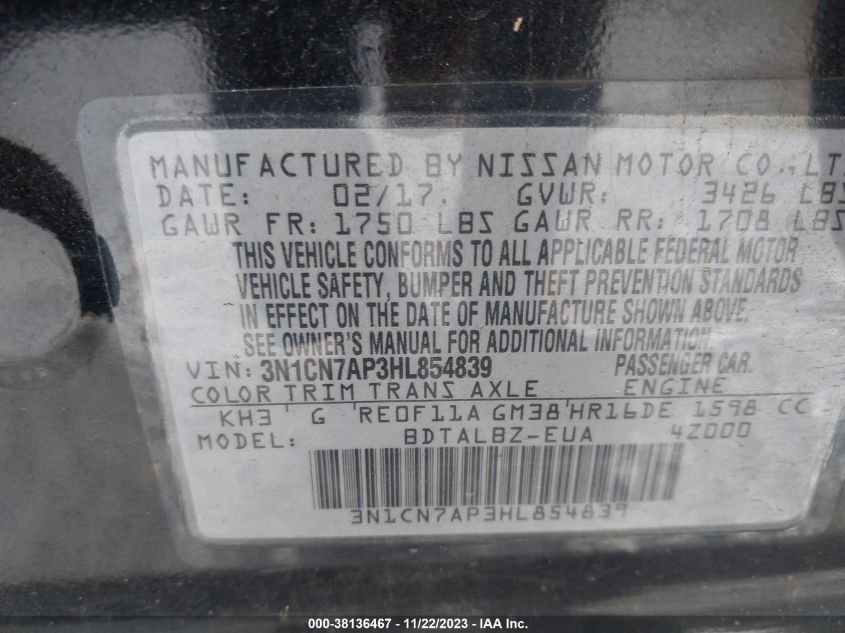 MANUFACTURED BY NISSAN MOTOR CO.,LT
DATE: 02/17. GVWR: 3426 LBS
GAWR FR: 1750 LBS GAWR RR: 1708 LBS
THIS VEHICLE CONFORMS TO ALL APPLICABLE FEDERAL MOTOR
VEHICLE SAFETY, BUMPER AND THEFT PREVENTION STANDARDS
IN EFFECT ON THE DATE OF MANUFACTURE SHOWN ABOVE.
SEE OWNER'S MANUAL FOR ADDITIONAL INFORMATION.
VIN: 3N1CN7AP3HL854839 PASSENGER CAR.
COLOR TRIM TRANS AXLE ENGINE
KH3 G RE0F11A GM38 HR16DE 1598 CC
MODEL: BDTALBZ-EUA 4Z000
3N1CN7AP3HL854839
000-38136467 - 11/22/2023 - IAA Inc.